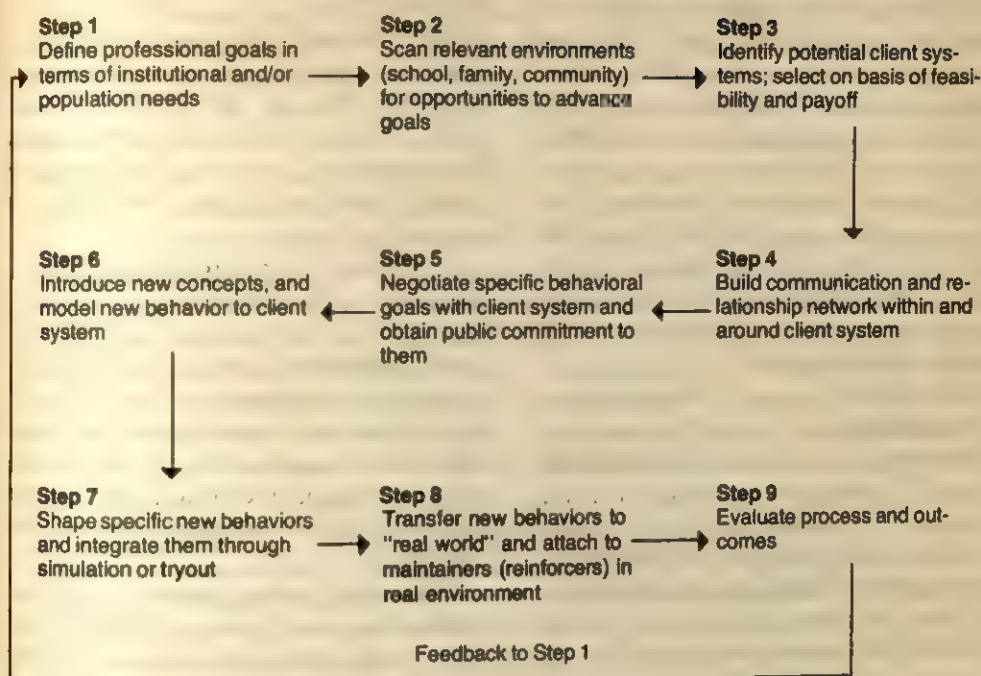 Step 1
Define professional goals in
terms of institutional and/or
population needs
Step 2
Scan relevant environments
(school, family, community)
for opportunities to advance
goals
Step 3
Identify potential client sys-
tems; select on basis of feasi-
bility and payoff
Step 4
Build communication and re-
lationship network within and
around client system
Step 5
Negotiate specific behavioral
goals with client system and
obtain public commitment to
them
Step 6
Introduce new concepts, and
model new behavior to client
system
Step 7
Shape specific new behaviors
and integrate them through
simulation or tryout
Step 8
Transfer new behaviors to
"real world" and attach to
maintainers (reinforcers) in
real environment
Step 9
Evaluate process and out-
comes
Feedback to Step 1